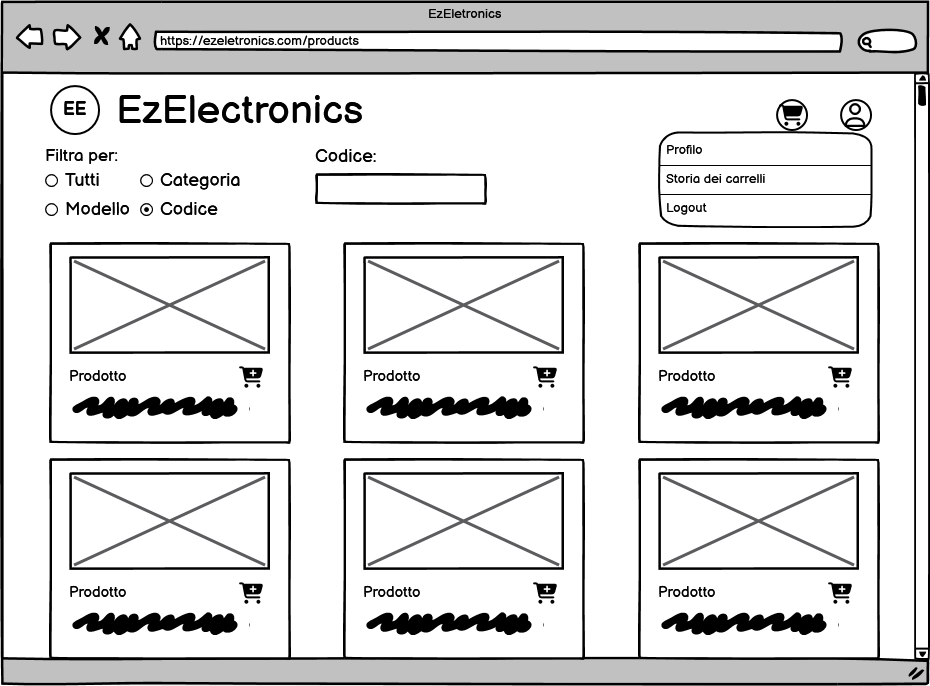 EzEletronics
https://ezeletronics.com/products
EE EzElectronics
Filtra per:
Tutti Categoria
Modello Codice
Codice:
Profilo
Storia dei carrelli
Logout
Prodotto Prodotto Prodotto
Prodotto Prodotto Prodotto